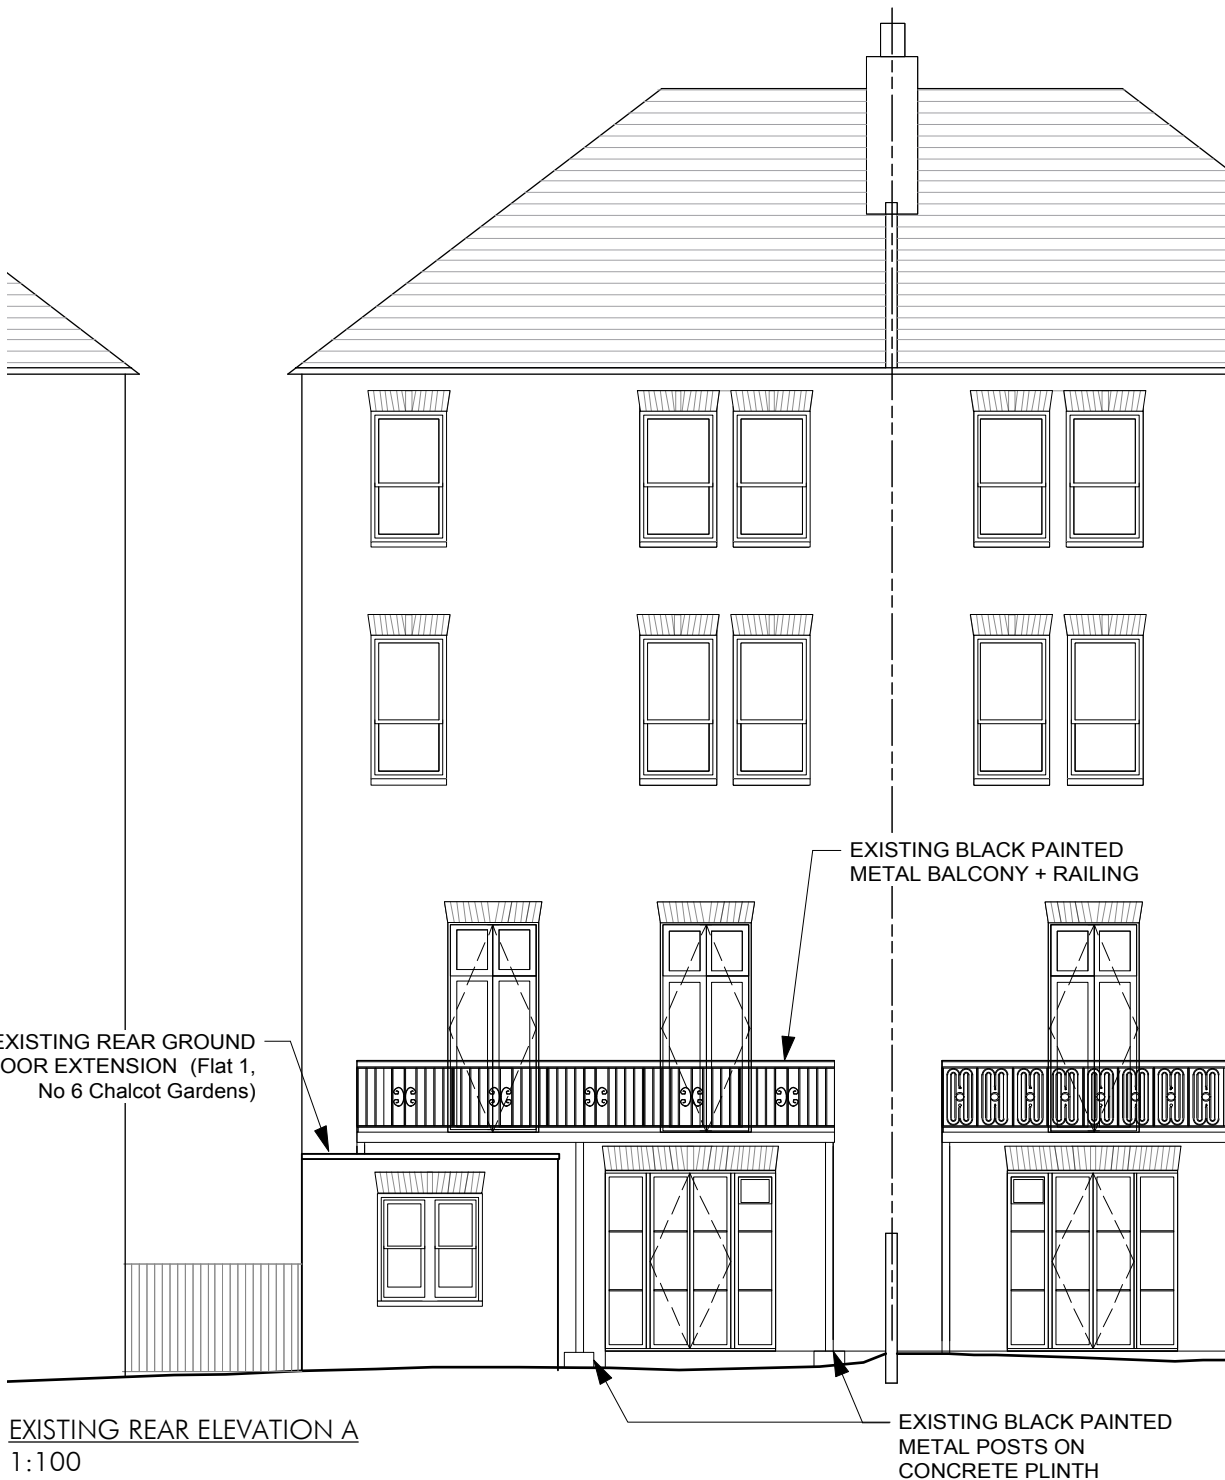 EXISTING BLACK PAINTED
METAL BALCONY + RAILING
EXISTING REAR GROUND
OOR EXTENSION (Flat 1,
No 6 Chalcot Gardens)
EXISTING REAR ELEVATION A
1:100
EXISTING BLACK PAINTED
METAL POSTS ON
CONCRETE PLINTH